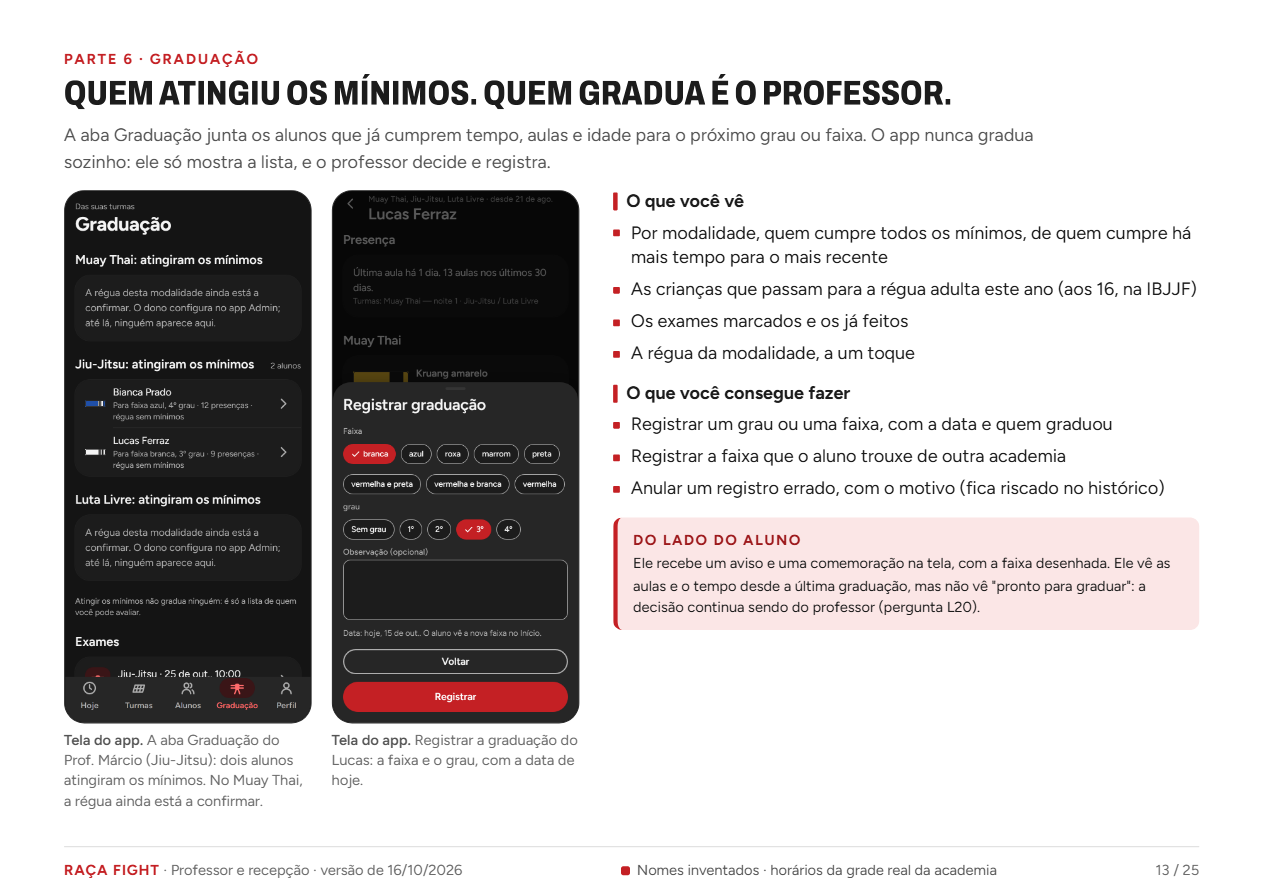 PARTE 6 · GRADUAÇÃO
QUEM ATINGIU OS MÍNIMOS. QUEM GRADUA É O PROFESSOR.
A aba Graduação junta os alunos que já cumprem tempo, aulas e idade para o próximo grau ou faixa. O app nunca gradua
sozinho: ele só mostra a lista, e o professor decide e registra.
Das suas turmas
Graduação
Muay Thai: atingiram os mínimos
A régua desta modalidade ainda está a
confirmar. O dono configura no app Admin;
até lá, ninguém aparece aqui.
Jiu-Jitsu: atingiram os mínimos 2 alunos
Bianca Prado
Para faixa azul, 4º grau · 12 presenças ·
régua sem mínimos
Lucas Ferraz
Para faixa branca, 3º grau · 9 presenças ·
régua sem mínimos
Luta Livre: atingiram os mínimos
A régua desta modalidade ainda está a
confirmar. O dono configura no app Admin;
até lá, ninguém aparece aqui.
Atingir os mínimos não gradua ninguém: é só a lista de quem
você pode avaliar.
Exames
Jiu-Jitsu · 25 de out., 10:00
Hoje Turmas Alunos Graduação Perfil
Tela do app. A aba Graduação do
Prof. Márcio (Jiu-Jitsu): dois alunos
atingiram os mínimos. No Muay Thai,
a régua ainda está a confirmar.
Muay Thai, Jiu-Jitsu, Luta Livre · desde 21 de ago.
Lucas Ferraz
Presença
Última aula há 1 dia. 13 aulas nos últimos 30
dias.
Turmas: Muay Thai — noite 1 · Jiu-Jitsu / Luta Livre
Muay Thai
Kruang amarelo
Registrar graduação
Faixa
branca azul roxa marrom preta
vermelha e preta vermelha e branca vermelha
grau
Sem grau 1º 2º 3º 4º
Observação (opcional)
Data: hoje, 15 de out.. O aluno vê a nova faixa no Início.
Voltar
Registrar
Tela do app. Registrar a graduação do
Lucas: a faixa e o grau, com a data de
hoje.
O que você vê
Por modalidade, quem cumpre todos os mínimos, de quem cumpre há
mais tempo para o mais recente
As crianças que passam para a régua adulta este ano (aos 16, na IBJJF)
Os exames marcados e os já feitos
A régua da modalidade, a um toque
O que você consegue fazer
Registrar um grau ou uma faixa, com a data e quem graduou
Registrar a faixa que o aluno trouxe de outra academia
Anular um registro errado, com o motivo (fica riscado no histórico)
DO LADO DO ALUNO
Ele recebe um aviso e uma comemoração na tela, com a faixa desenhada. Ele vê as
aulas e o tempo desde a última graduação, mas não vê "pronto para graduar": a
decisão continua sendo do professor (pergunta L20).
RAÇA FIGHT · Professor e recepção · versão de 16/10/2026
Nomes inventados · horários da grade real da academia
13 / 25